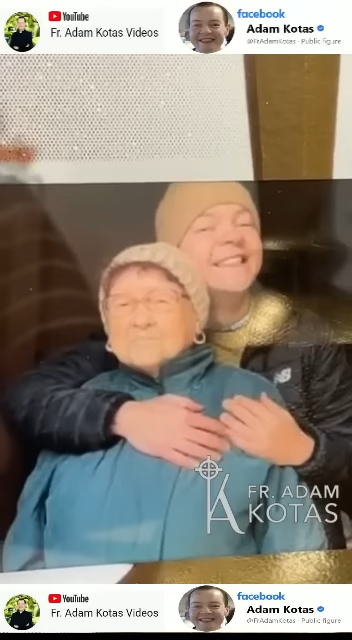 YouTube
Fr. Adam Kotas Videos
facebook
Adam Kotas
@FrAdamKotas · Public figure
FR. ADAM
KOTAS
YouTube
Fr. Adam Kotas Videos
facebook
Adam Kotas
@FrAdamKotas · Public figure